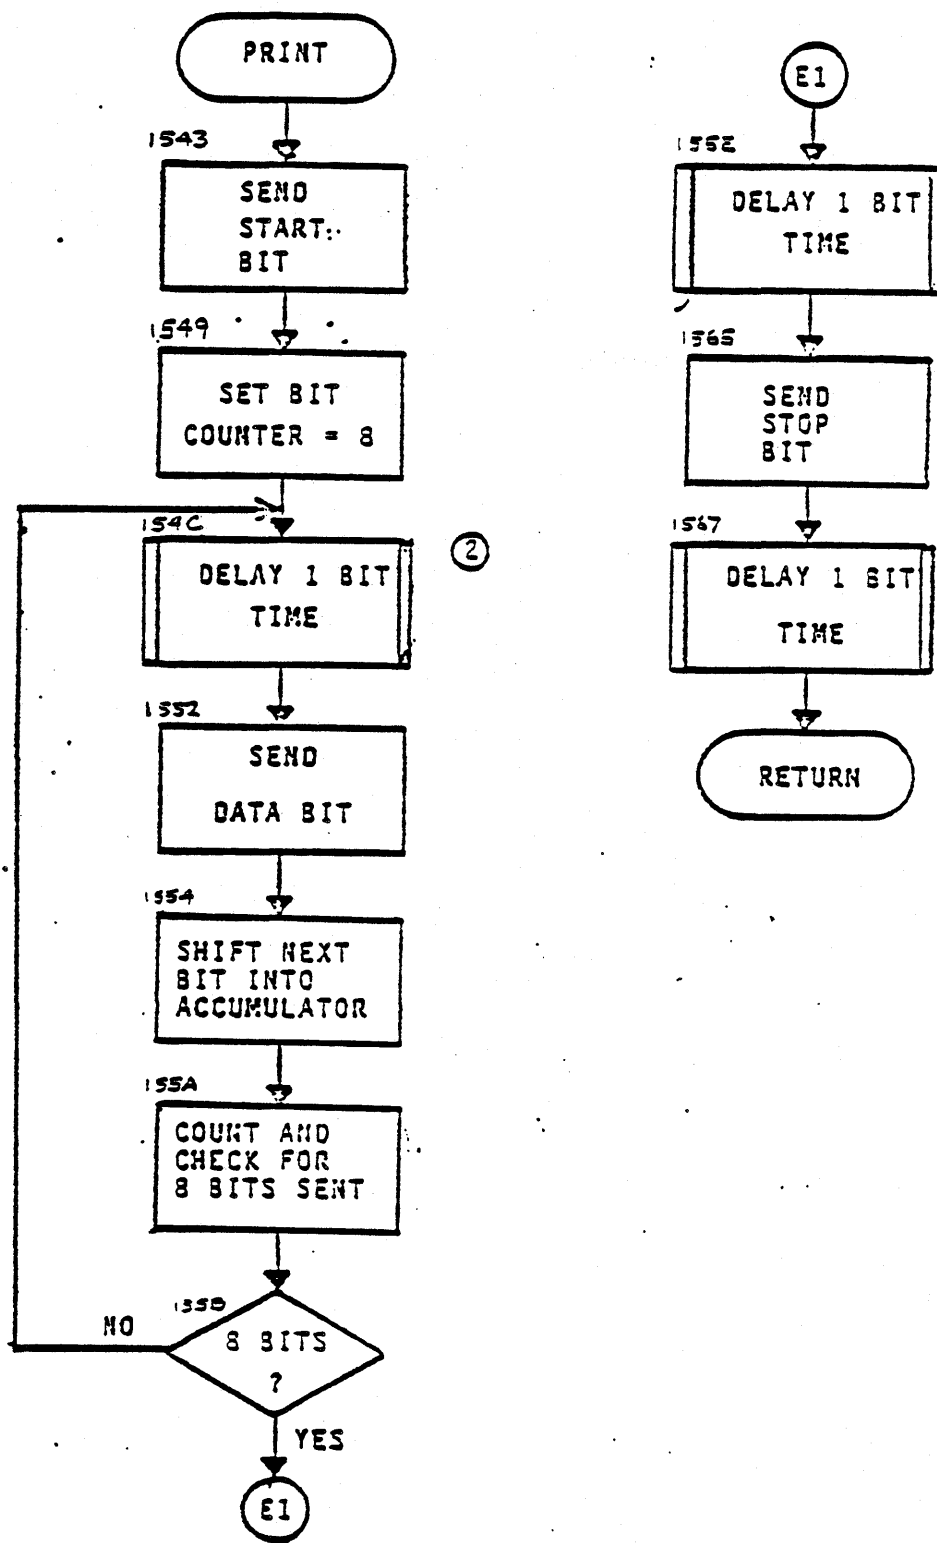 PRINT
1543
SEND
START
BIT
1549
SET BIT
COUNTER = 8
154C
DELAY 1 BIT
TIME
2
1552
SEND
DATA BIT
1554
SHIFT NEXT
BIT INTO
ACCUMULATOR
155A
COUNT AND
CHECK FOR
8 BITS SENT
155B
8 BITS
?
NO
YES
E1
E1
155E
DELAY 1 BIT
TIME
1565
SEND
STOP
BIT
1567
DELAY 1 BIT
TIME
RETURN